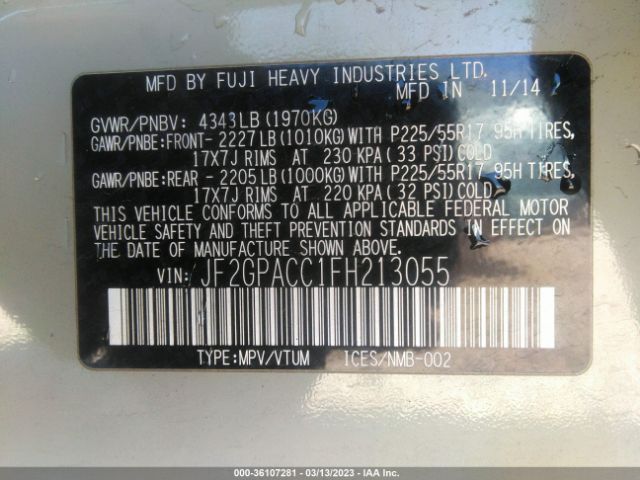 MFD BY FUJI HEAVY INDUSTRIES LTD.
MFD IN 11/14
GVWR/PNBV: 4343LB(1970KG)
GAWR/PNBE:FRONT- 2227LB(1010KG)WITH P225/55R17 95H TIRES,
17X7J RIMS AT 230 KPA(33 PSI)COLD
GAWR/PNBE:REAR - 2205LB(1000KG)WITH P225/55R17 95H TIRES,
17X7J RIMS AT 220 KPA(32 PSI)COLD
THIS VEHICLE CONFORMS TO ALL APPLICABLE FEDERAL MOTOR
VEHICLE SAFETY AND THEFT PREVENTION STANDARDS IN EFFECT ON
THE DATE OF MANUFACTURE SHOWN ABOVE.
VIN: JF2GPACC1FH213055
TYPE:MPV/VTUM ICES/NMB-002
000-36107281 - 03/13/2023 - IAA Inc.